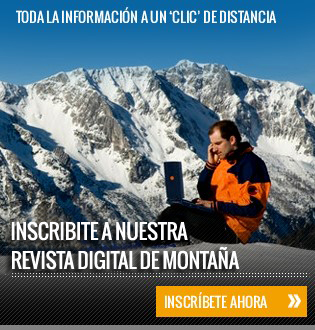 TODA LA INFORMACIÓN A UN ‘CLIC’ DE DISTANCIA
INSCRIBITE A NUESTRA
REVISTA DIGITAL DE MONTAÑA
INSCRÍBETE AHORA »